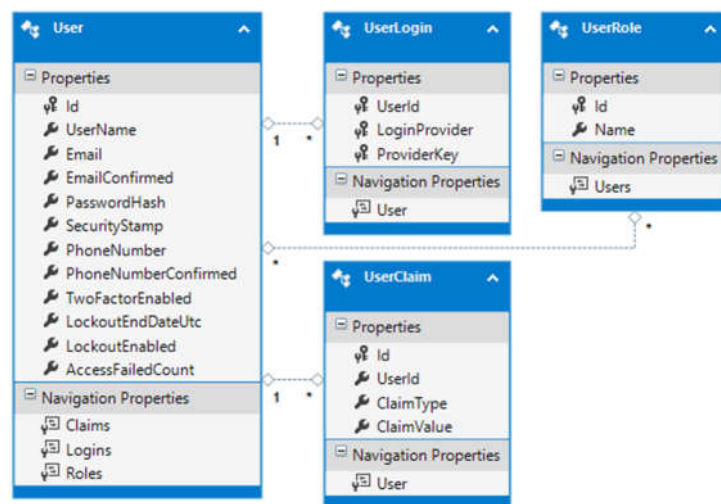 User
Properties
Id
UserName
Email
EmailConfirmed
PasswordHash
SecurityStamp
PhoneNumber
PhoneNumberConfirmed
TwoFactorEnabled
LockoutEndDateUtc
LockoutEnabled
AccessFailedCount
Navigation Properties
Claims
Logins
Roles
1 *
UserLogin
Properties
UserId
LoginProvider
ProviderKey
Navigation Properties
User
UserRole
Properties
Id
Name
Navigation Properties
Users
*
*
1 *
UserClaim
Properties
Id
UserId
ClaimType
ClaimValue
Navigation Properties
User